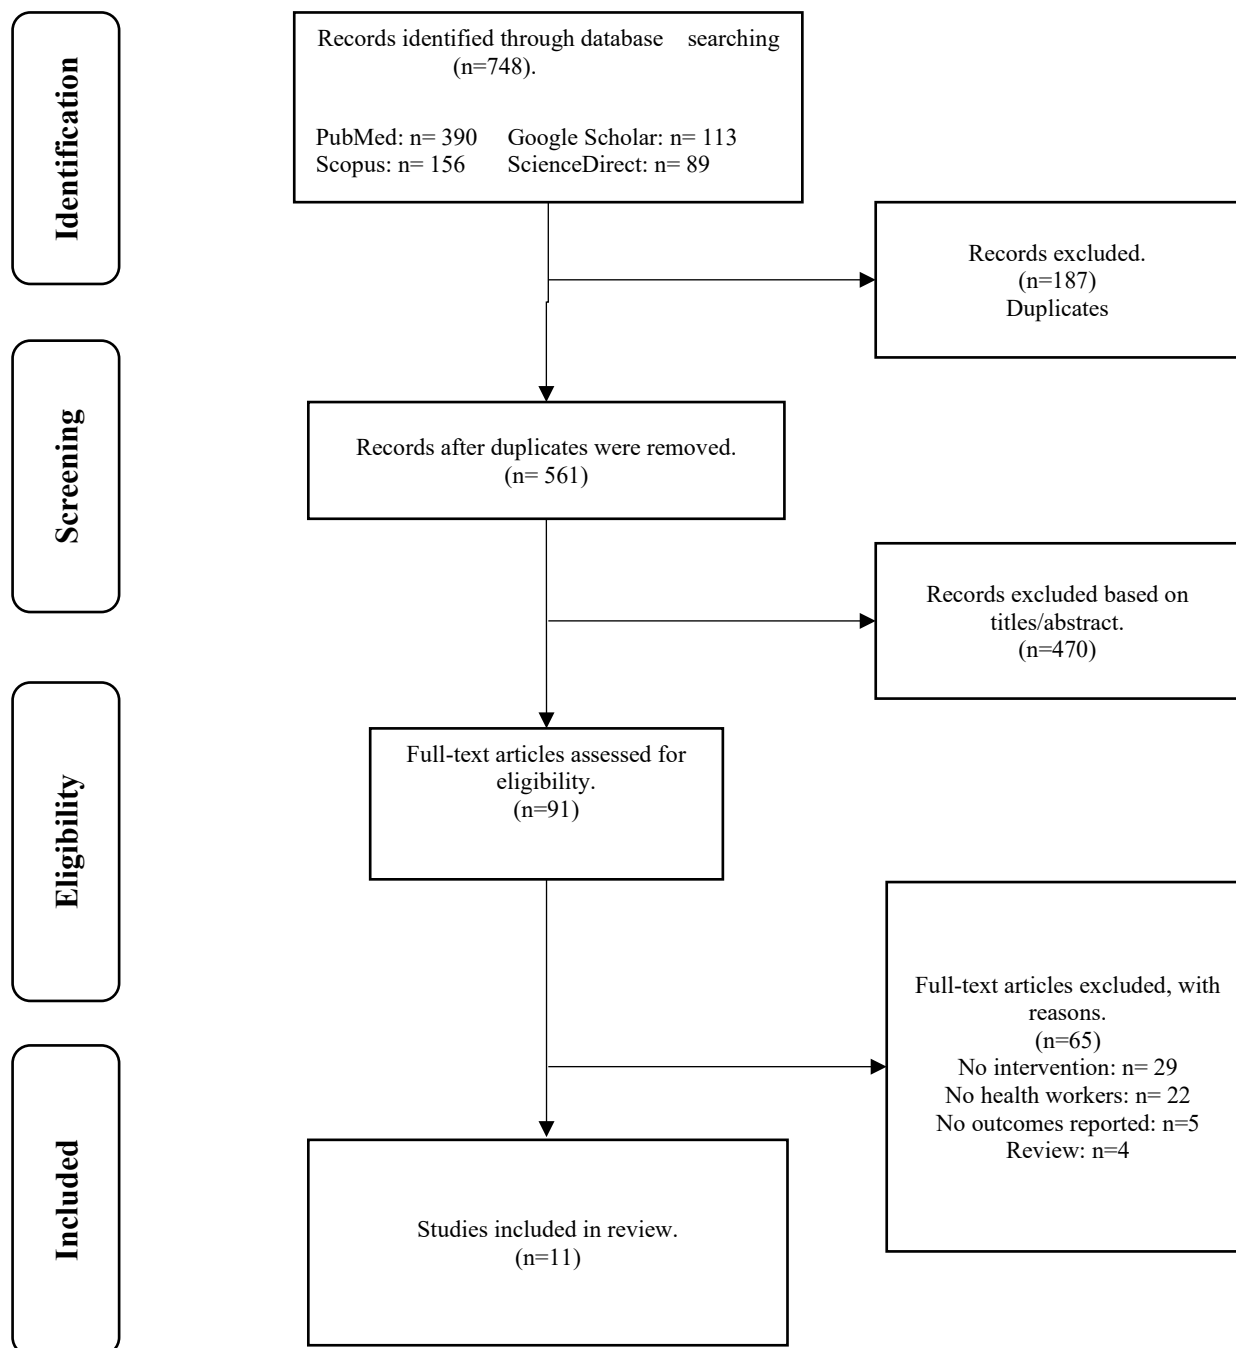 Identification
Records identified through database searching
(n=748).
PubMed: n= 390 Google Scholar: n= 113
Scopus: n= 156 ScienceDirect: n= 89
Records excluded.
(n=187)
Duplicates
Screening
Records after duplicates were removed.
(n= 561)
Records excluded based on
titles/abstract.
(n=470)
Eligibility
Full-text articles assessed for
eligibility.
(n=91)
Full-text articles excluded, with
reasons.
(n=65)
No intervention: n= 29
No health workers: n= 22
No outcomes reported: n=5
Review: n=4
Included
Studies included in review.
(n=11)